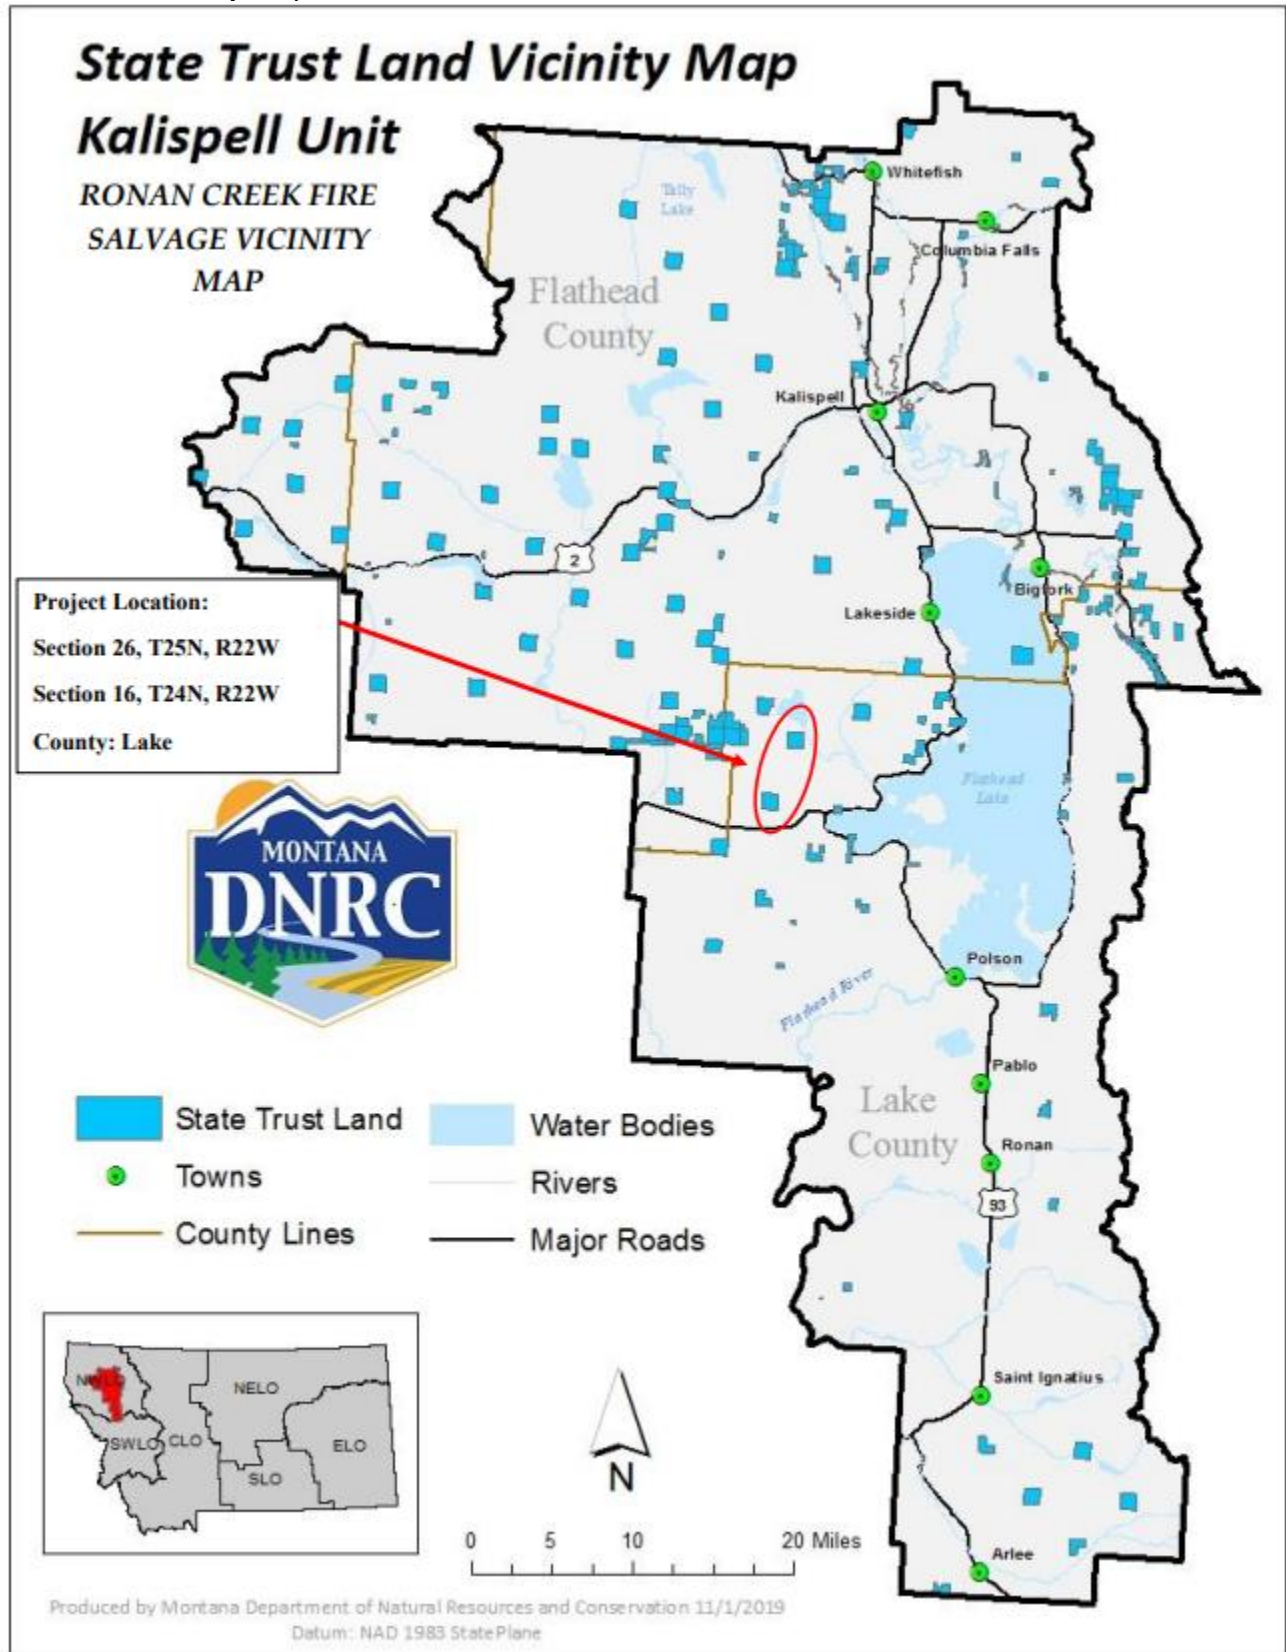 State Trust Land Vicinity Map
Kalispell Unit
RONAN CREEK FIRE
SALVAGE VICINITY
MAP
Whitefish
Tally
Lake
Columbia Falls
Flathead
County
Kalispell
2
Bigfork
Project Location:
Section 26, T25N, R22W
Section 16, T24N, R22W
County: Lake
Lakeside
Flathead
Lake
MONTANA
DNRC
Polson
Flathead River
Pablo
Lake
County
Ronan
93
State Trust Land
Water Bodies
Towns
Rivers
County Lines
Major Roads
Saint Ignatius
NWLO
NELO
SWLO
CLO
ELO
SLO
N
0 5 10 20 Miles
Arlee
Produced by Montana Department of Natural Resources and Conservation 11/1/2019
Datum: NAD 1983 StatePlane